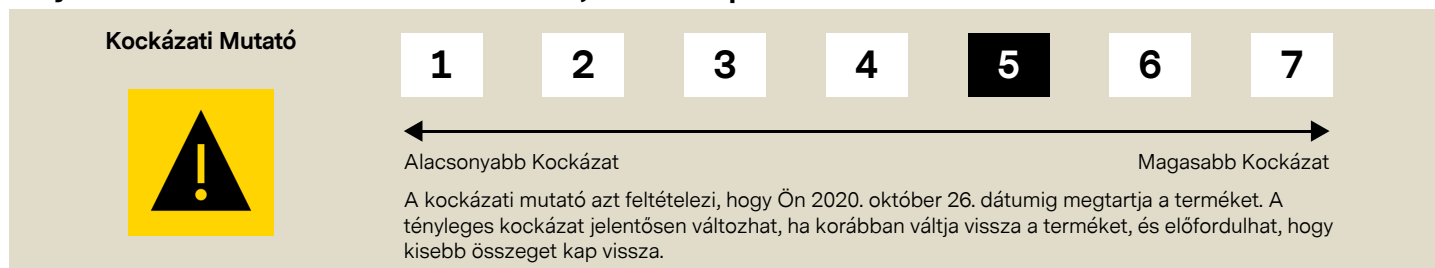 Kockázati Mutató
1 2 3 4 5 6 7
Alacsonyabb Kockázat Magasabb Kockázat
A kockázati mutató azt feltételezi, hogy Ön 2020. október 26. dátumig megtartja a terméket. A
tényleges kockázat jelentősen változhat, ha korábban váltja vissza a terméket, és előfordulhat, hogy
kisebb összeget kap vissza.